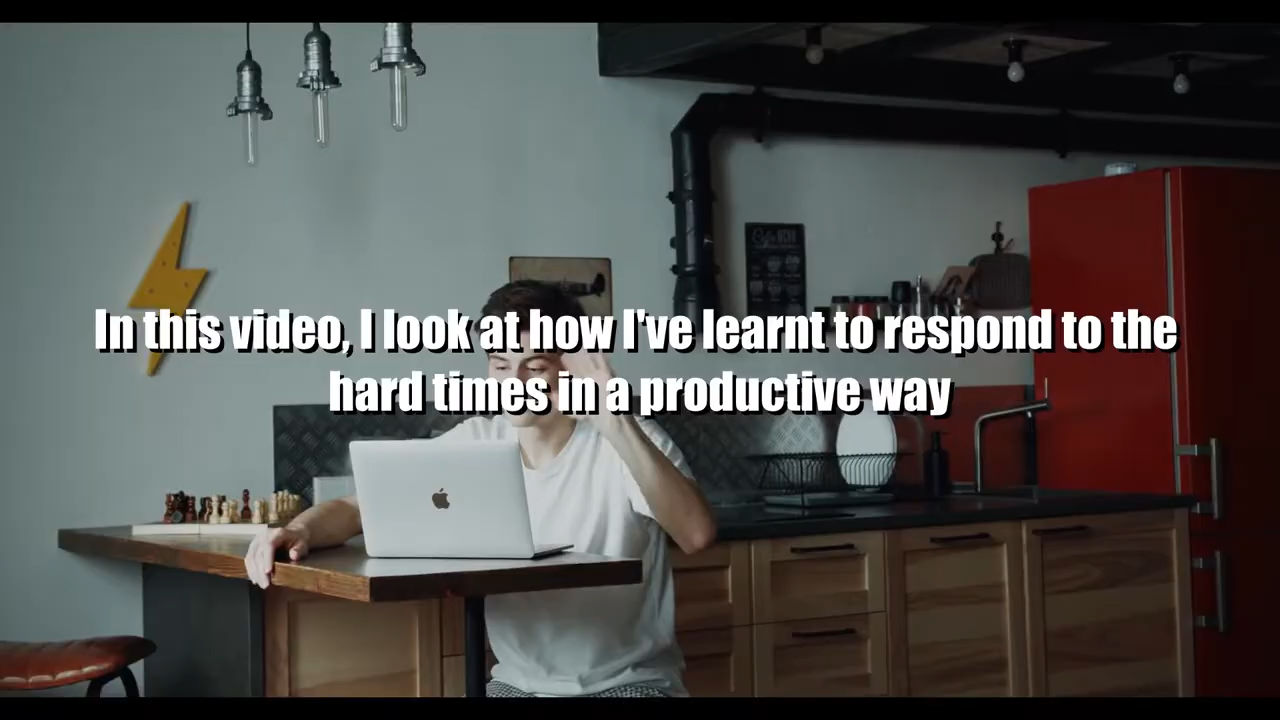 In this video, I look at how I've learnt to respond to the
hard times in a productive way